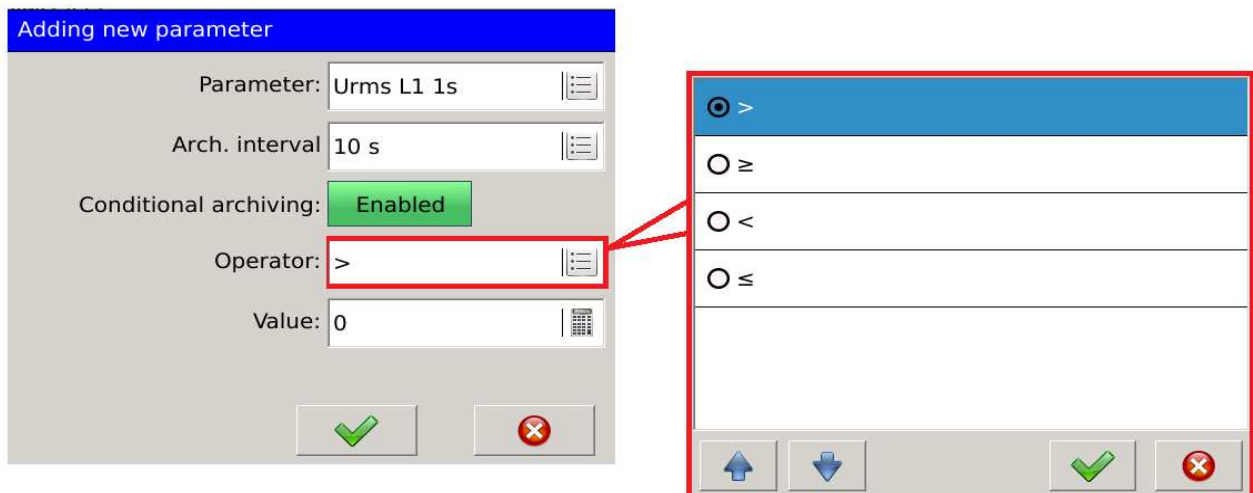 Adding new parameter
Parameter: Urms L1 1s
Arch. interval 10 s
Conditional archiving: Enabled
Operator: >
Value: 0
>
≥
<
≤